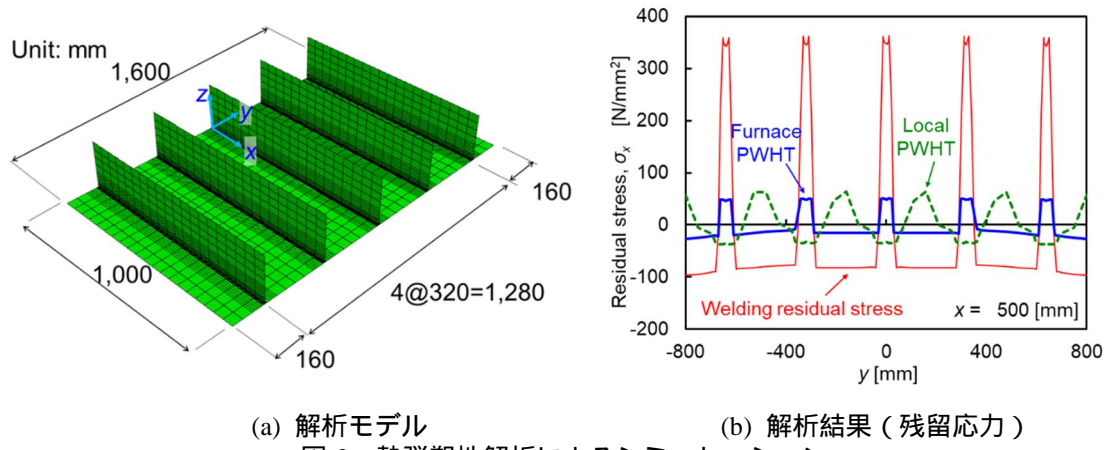 Unit: mm
1,600
z
y
x
160
1,000
4@320=1,280
160
400
300
200
100
0
-100
-200
Residual stress, σx [N/mm²]
Furnace PWHT
Local PWHT
Welding residual stress
x = 500 [mm]
-800 -400 0 400 800
y [mm]
(a) 解析モデル
(b) 解析結果(残留応力)